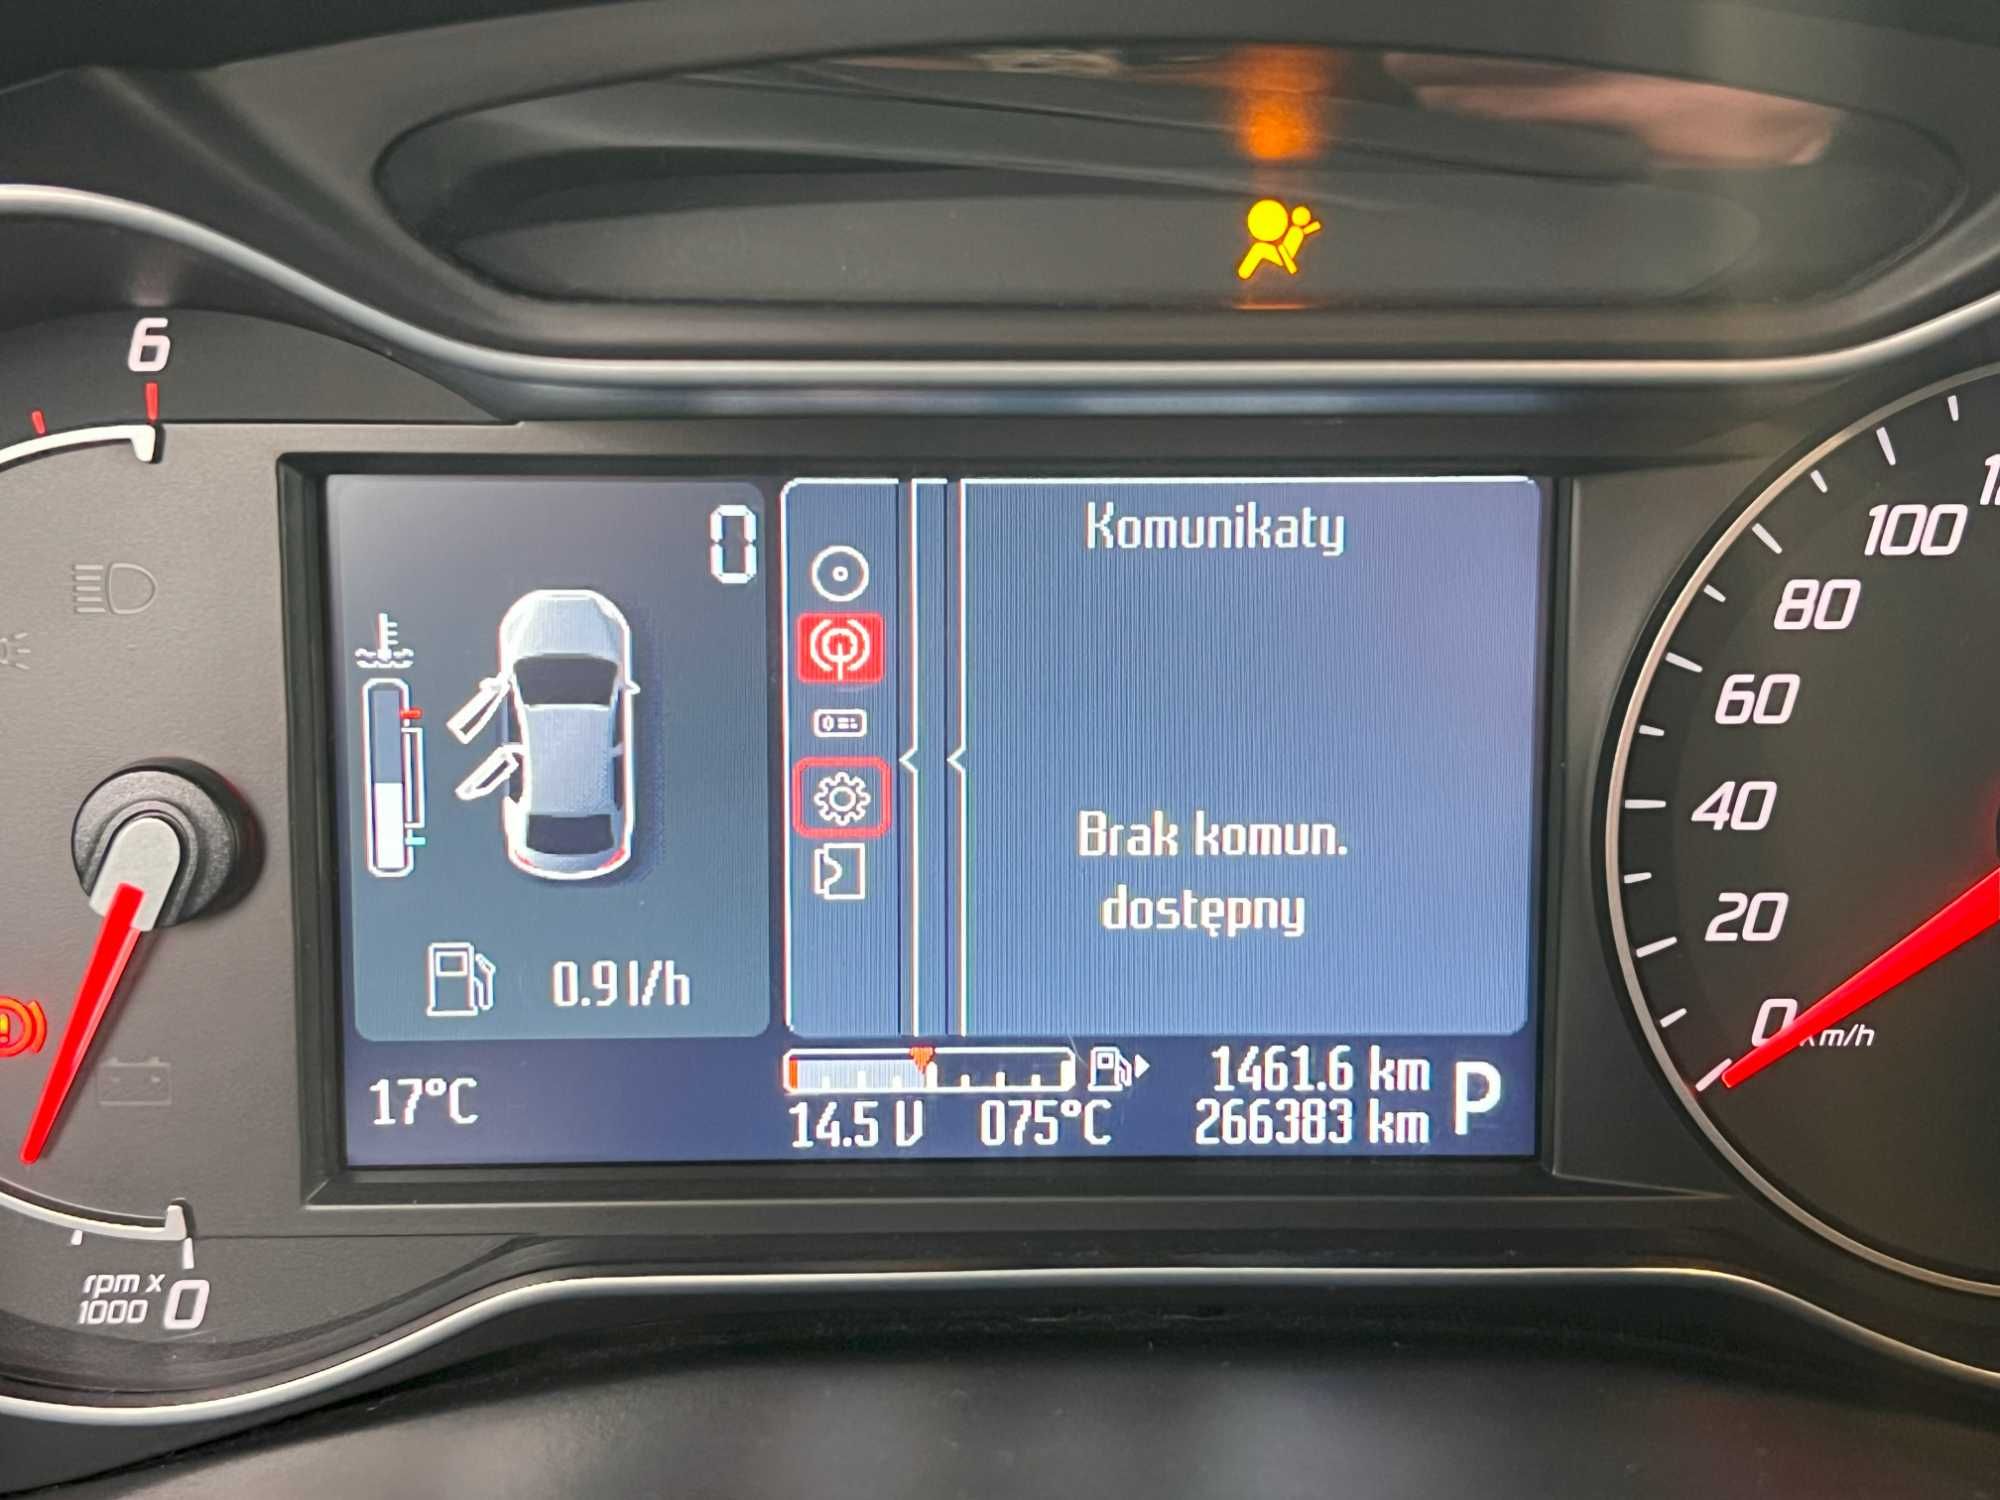 6
0
Komunikaty
Brak komun.
dostępny
0.9 l/h
17°C
14.5 V
075°C
1461.6 km
266383 km
P
rpm x
1000
0
100
80
60
40
20
0
km/h